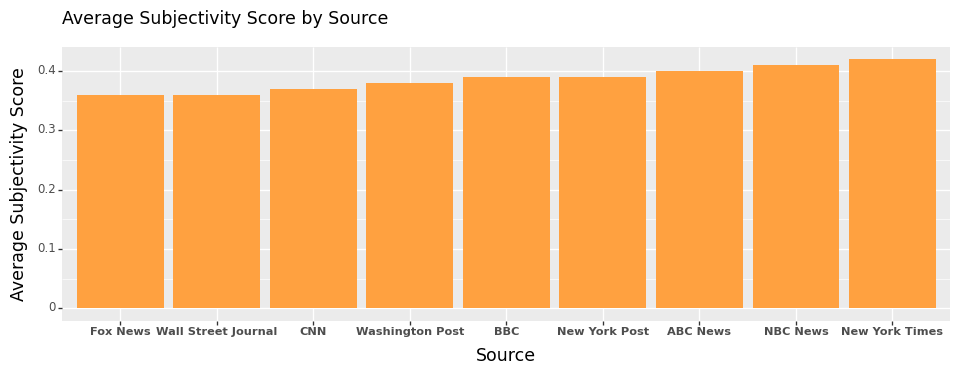 Average Subjectivity Score by Source
Average Subjectivity Score
0.4
0.3
0.2
0.1
0
Fox News Wall Street Journal CNN Washington Post BBC New York Post ABC News NBC News New York Times
Source